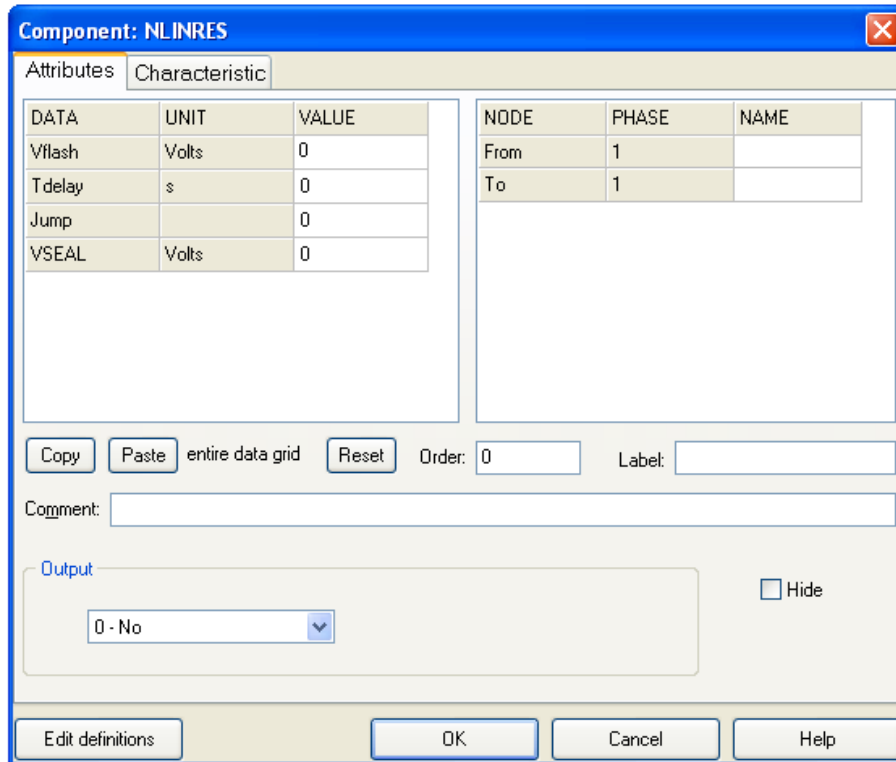 Component: NLINRES
Attributes Characteristic
DATA UNIT VALUE
Vflash Volts 0
Tdelay s 0
Jump 0
VSEAL Volts 0
NODE PHASE NAME
From 1
To 1
Copy Paste entire data grid Reset Order: 0 Label:
Comment:
Output
0 - No
Hide
Edit definitions OK Cancel Help